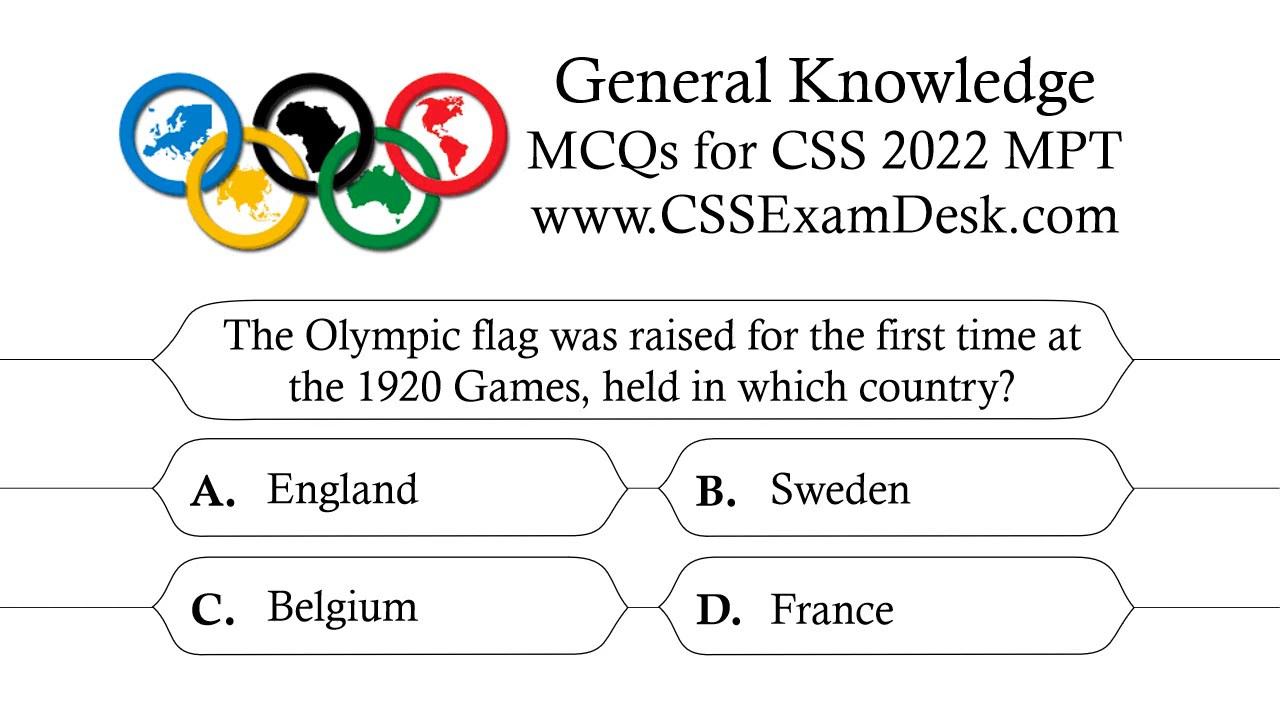 General Knowledge
MCQs for CSS 2022 MPT
www.CSSExamDesk.com
The Olympic flag was raised for the first time at
the 1920 Games, held in which country?
A. England
B. Sweden
C. Belgium
D. France